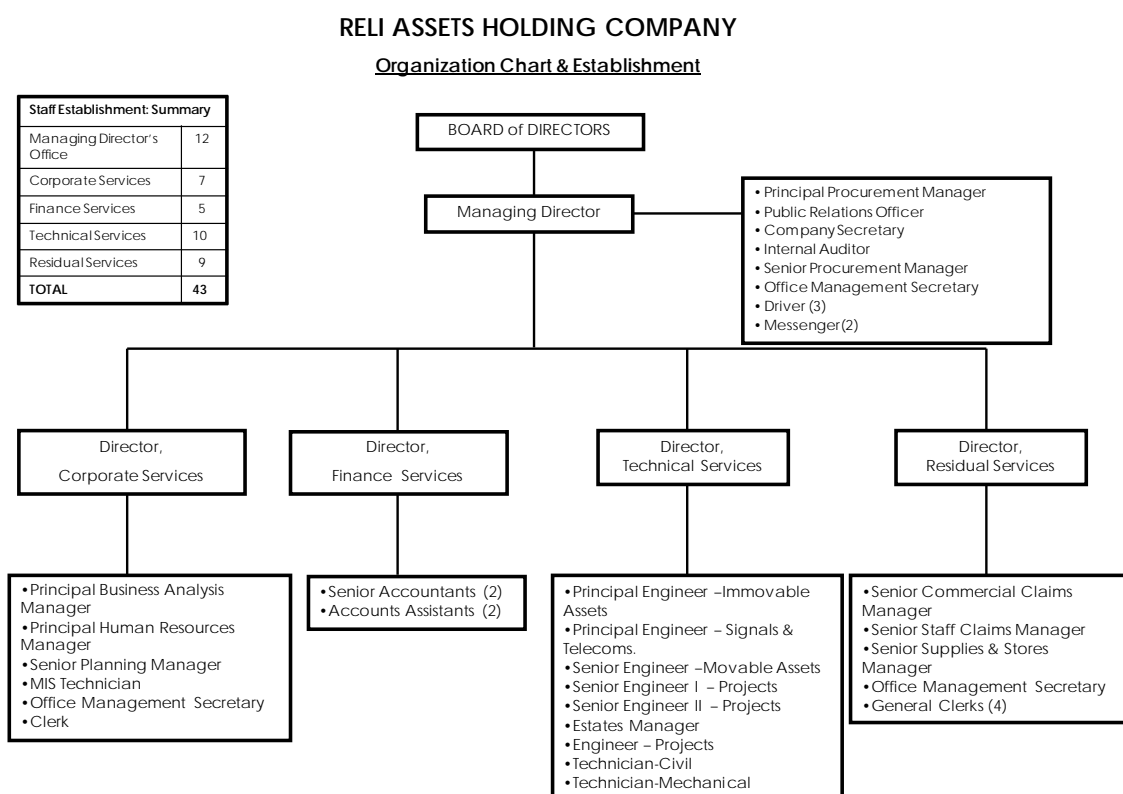 RELI ASSETS HOLDING COMPANY
Organization Chart & Establishment
Staff Establishment: Summary
Managing Director's
Office
12
Corporate Services 7
Finance Services 5
Technical Services 10
Residual Services 9
TOTAL 43
BOARD of DIRECTORS
Managing Director
• Principal Procurement Manager
• Public Relations Officer
• Company Secretary
• Internal Auditor
• Senior Procurement Manager
• Office Management Secretary
• Driver (3)
• Messenger(2)
Director,
Corporate Services
Director,
Finance Services
Director,
Technical Services
Director,
Residual Services
•Principal Business Analysis
Manager
•Principal Human Resources
Manager
•Senior Planning Manager
•MIS Technician
•Office Management Secretary
•Clerk
•Senior Accountants (2)
•Accounts Assistants (2)
•Principal Engineer –Immovable
Assets
•Principal Engineer – Signals &
Telecoms.
•Senior Engineer –Movable Assets
•Senior Engineer I – Projects
•Senior Engineer II – Projects
•Estates Manager
•Engineer – Projects
•Technician-Civil
•Technician-Mechanical
•Senior Commercial Claims
Manager
•Senior Staff Claims Manager
•Senior Supplies & Stores
Manager
•Office Management Secretary
•General Clerks (4)